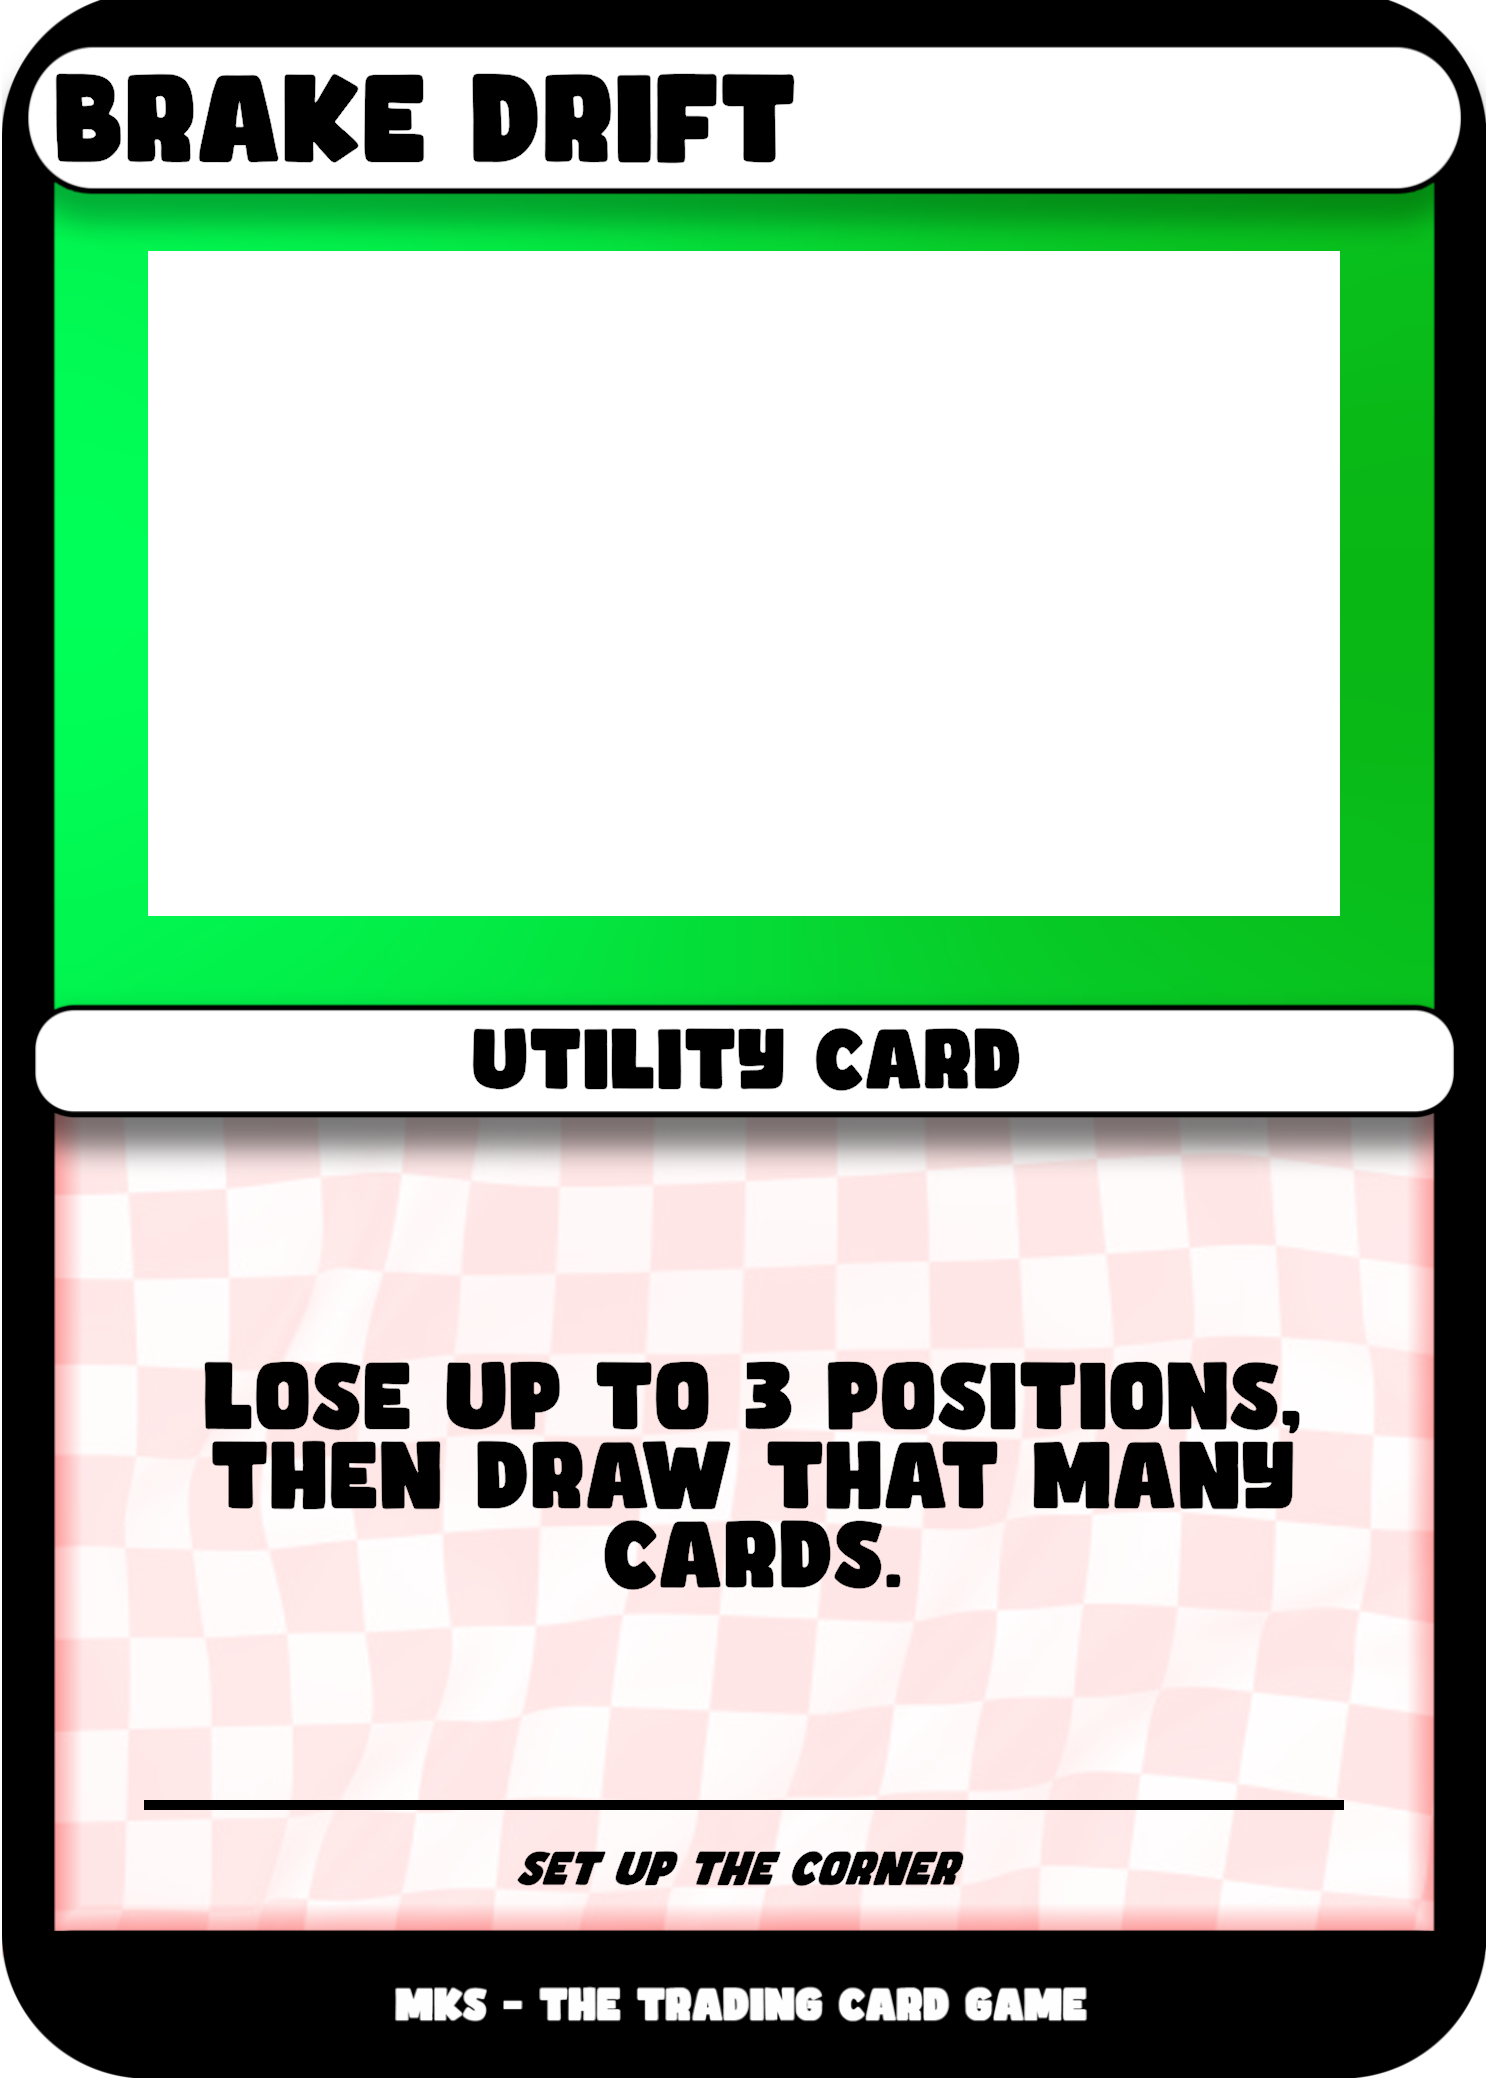 BRAKE DRIFT
UTILITY CARD
LOSE UP TO 3 POSITIONS,
THEN DRAW THAT MANY
CARDS.
SET UP THE CORNER
MKS - THE TRADING CARD GAME